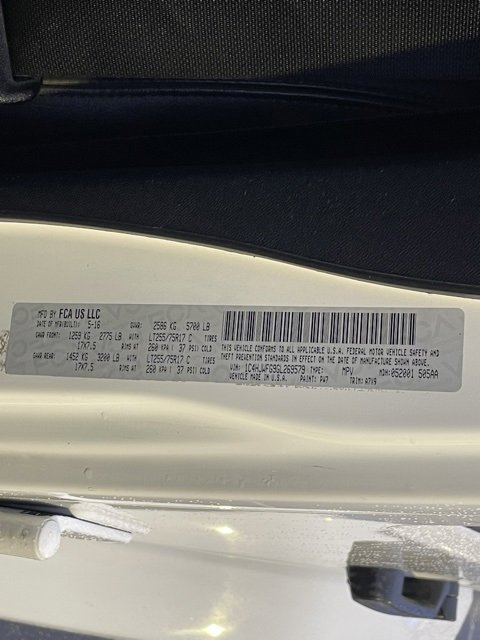 MFD BY FCA US LLC
DATE OF MFR(BUILT): 5-16 GVWR: 2586 KG 5700 LB
GAWR FRONT: 1259 KG 2775 LB WITH LT255/75R17 C TIRES
17X7.5 RIMS AT 260 KPA / 37 PSI COLD
GAWR REAR: 1452 KG 3200 LB WITH LT255/75R17 C TIRES
17X7.5 RIMS AT 260 KPA / 37 PSI COLD
THIS VEHICLE CONFORMS TO ALL APPLICABLE U.S.A. FEDERAL MOTOR VEHICLE SAFETY AND
THEFT PREVENTION STANDARDS IN EFFECT ON THE DATE OF MANUFACTURE SHOWN ABOVE.
VIN: 1C4HJWFG9GL269579 TYPE: MPV MDH: 052001 505AA
MADE IN U.S.A. PAINT: PW7 TRIM: A7X9